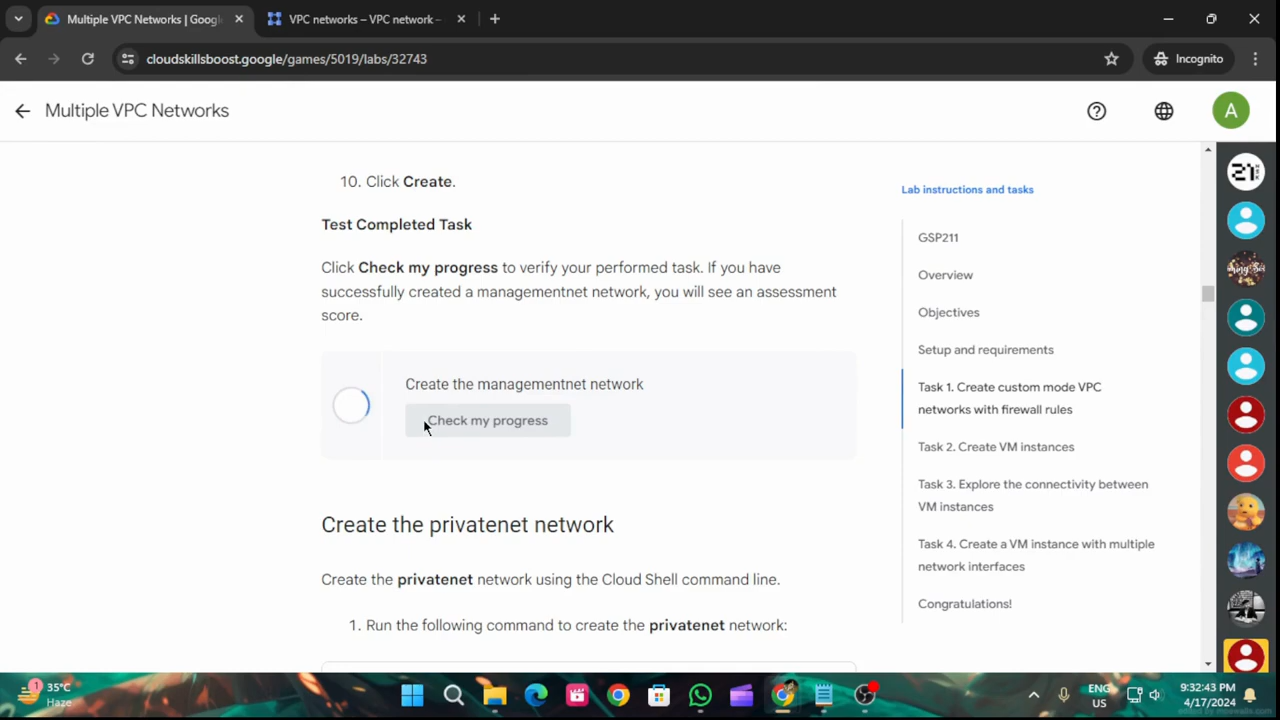 Multiple VPC Networks | Googl
VPC networks – VPC network –
cloudskillsboost.google/games/5019/labs/32743
Incognito
Multiple VPC Networks
A
10. Click Create.
Test Completed Task
Click Check my progress to verify your performed task. If you have
successfully created a managementnet network, you will see an assessment
score.
Create the managementnet network
Check my progress
Create the privatenet network
Create the privatenet network using the Cloud Shell command line.
1. Run the following command to create the privatenet network:
Lab instructions and tasks
GSP211
Overview
Objectives
Setup and requirements
Task 1. Create custom mode VPC
networks with firewall rules
Task 2. Create VM instances
Task 3. Explore the connectivity between
VM instances
Task 4. Create a VM instance with multiple
network interfaces
Congratulations!
1
35°C
Haze
ENG
US
9:32:43 PM
4/17/2024